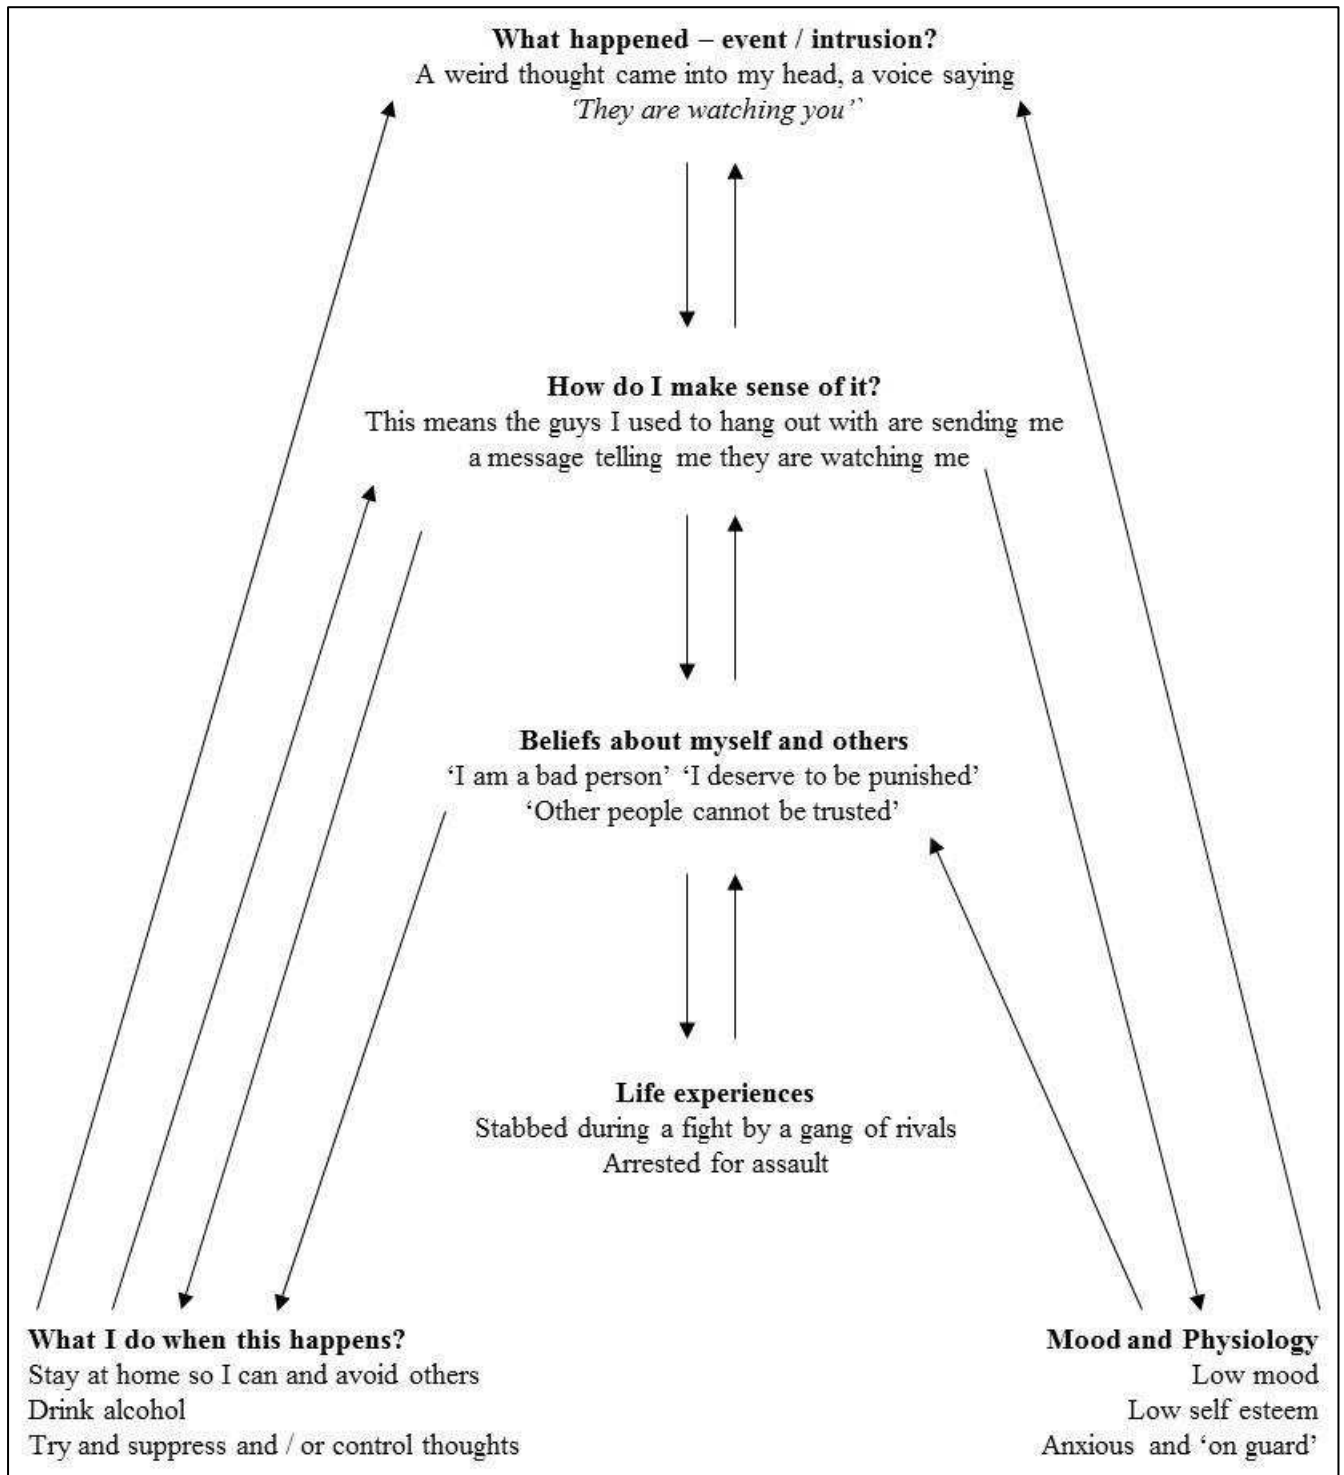 What happened – event / intrusion?
A weird thought came into my head, a voice saying
‘They are watching you’`
How do I make sense of it?
This means the guys I used to hang out with are sending me
a message telling me they are watching me
Beliefs about myself and others
‘I am a bad person’ ‘I deserve to be punished’
‘Other people cannot be trusted’
Life experiences
Stabbed during a fight by a gang of rivals
Arrested for assault
What I do when this happens?
Stay at home so I can and avoid others
Drink alcohol
Try and suppress and / or control thoughts
Mood and Physiology
Low mood
Low self esteem
Anxious and ‘on guard’